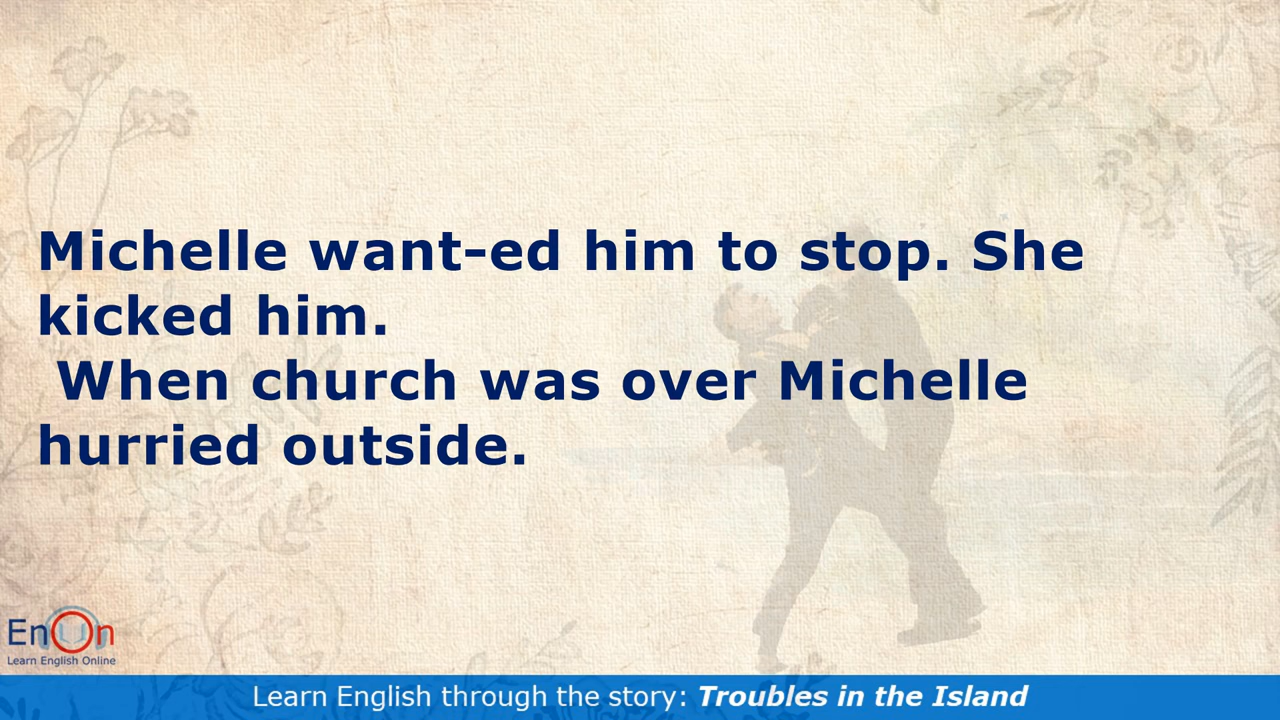 Michelle want-ed him to stop. She
kicked him.
When church was over Michelle
hurried outside.
EnOn
Learn English Online
Learn English through the story: Troubles in the Island